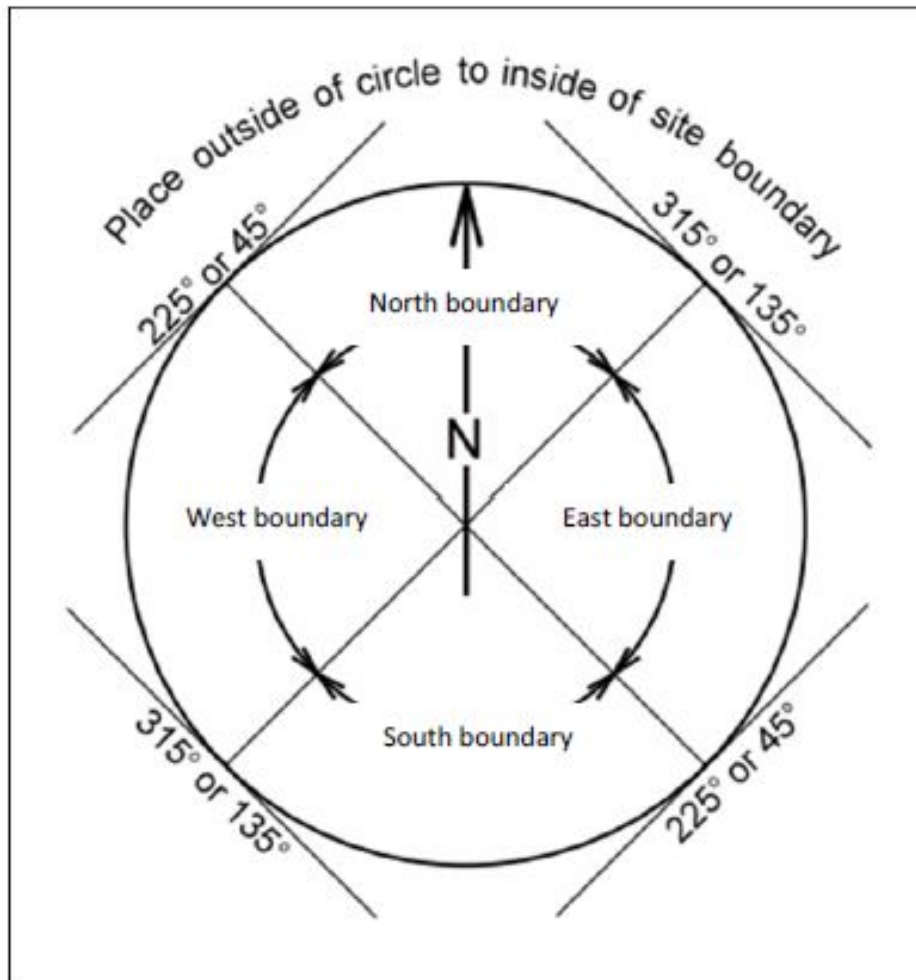 Place outside of circle to inside of site boundary
225° or 45°
315° or 135°
North boundary
N
West boundary
East boundary
South boundary
315° or 135°
225° or 45°